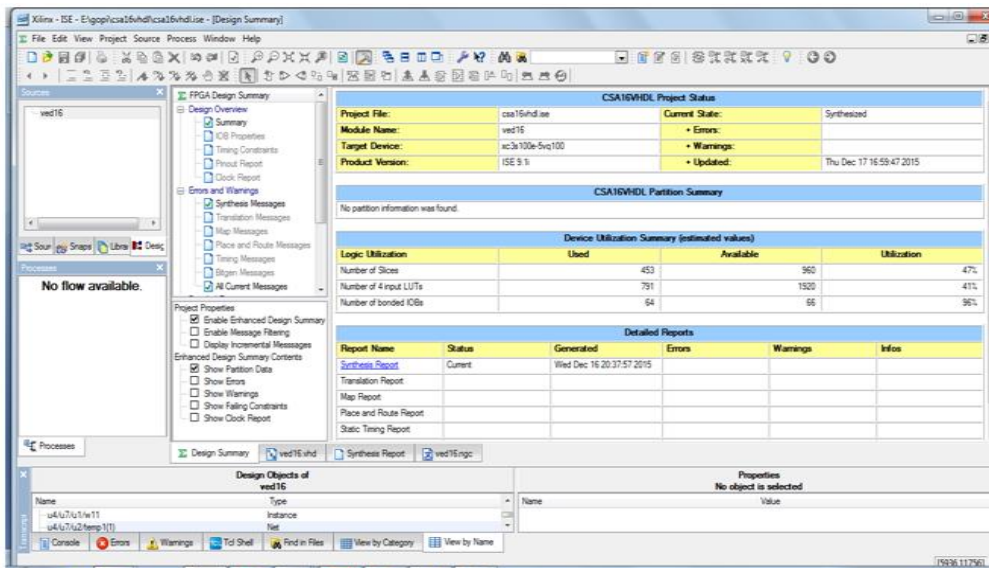 Xilinx - ISE - E:\gopi\csa16vhdl\csa16vhdl.ise - [Design Summary]
File Edit View Project Source Process Window Help
Sources
ved16
Sour Snaps Libra Desig
Processes
No flow available.
Processes
FPGA Design Summary
Design Overview
Summary
IOB Properties
Timing Constraints
Pinout Report
Clock Report
Errors and Warnings
Synthesis Messages
Translation Messages
Map Messages
Place and Route Messages
Timing Messages
Bitgen Messages
All Current Messages
Project Properties
Enable Enhanced Design Summary
Enable Message Filtering
Display Incremental Messages
Enhanced Design Summary Contents
Show Partition Data
Show Errors
Show Warnings
Show Failing Constraints
Show Clock Report
CSA16VHDL Project Status
Project File: csa16vhdl.ise Current State: Synthesized
Module Name: ved16 • Errors:
Target Device: xc3s100e-5vq100 • Warnings:
Product Version: ISE 9.1i • Updated: Thu Dec 17 16:59:47 2015
CSA16VHDL Partition Summary
No partition information was found.
Device Utilization Summary (estimated values)
Logic Utilization Used Available Utilization
Number of Slices 453 960 47%
Number of 4 input LUTs 791 1920 41%
Number of bonded IOBs 64 66 96%
Detailed Reports
Report Name Status Generated Errors Warnings Infos
Synthesis Report Current Wed Dec 16 20:37:57 2015
Translation Report
Map Report
Place and Route Report
Static Timing Report
Design Summary ved16.vhd Synthesis Report ved16.ngc
Transcript
Design Objects of
ved16
Name Type
u4/u7/u1/w11 Instance
u4/u7/u2/temp1(1) Net
Properties
No object is selected
Name Value
Console Errors Warnings Tcl Shell Find in Files View by Category View by Name
[5936,11756]